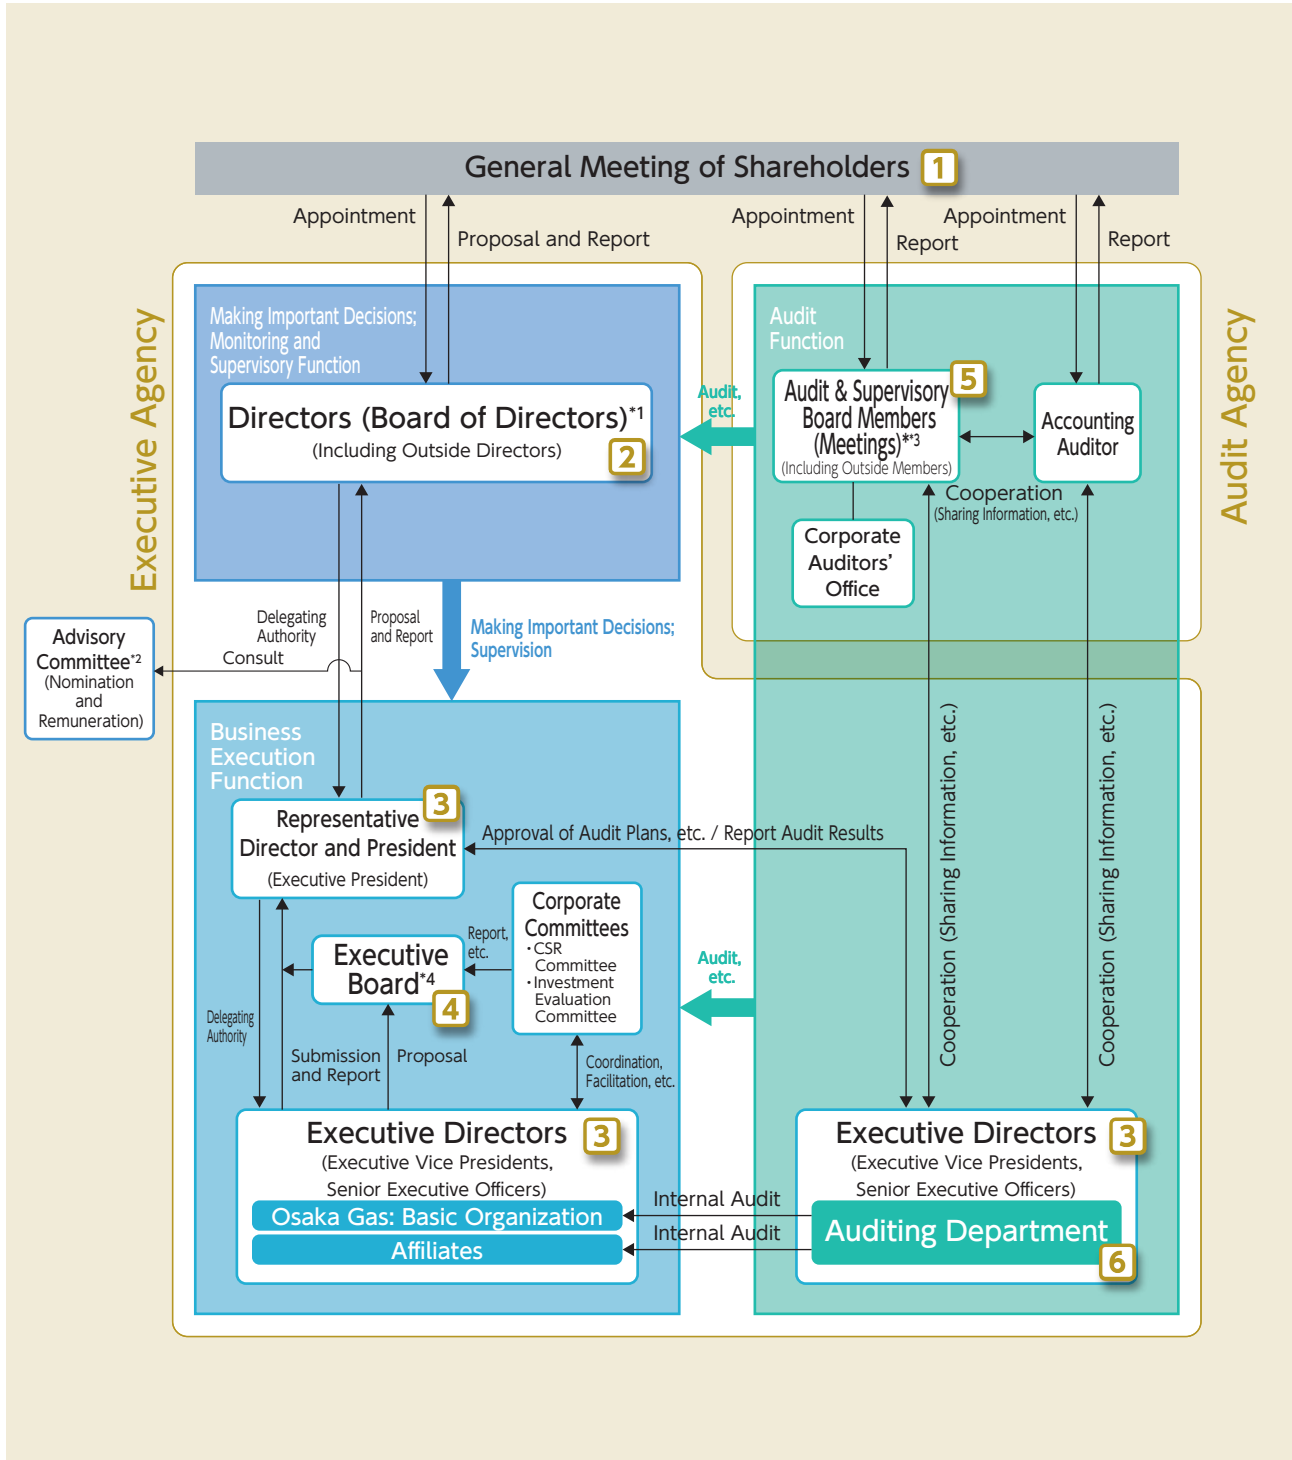 General Meeting of Shareholders 1
Appointment
Proposal and Report
Appointment
Report
Appointment
Report
Executive Agency
Audit Agency
Making Important Decisions;
Monitoring and
Supervisory Function
Directors (Board of Directors)*1
(Including Outside Directors)
2
Audit,
etc.
Audit
Function
5
Audit & Supervisory
Board Members
(Meetings)**3
(Including Outside Members)
Accounting
Auditor
Cooperation
(Sharing Information, etc.)
Corporate
Auditors’
Office
Delegating
Authority
Proposal
and Report
Making Important Decisions;
Supervision
Consult
Advisory
Committee*2
(Nomination
and
Remuneration)
Business
Execution
Function
3
Representative
Director and President
(Executive President)
Approval of Audit Plans, etc. / Report Audit Results
Cooperation (Sharing Information, etc.)
Cooperation (Sharing Information, etc.)
Corporate
Committees
・CSR
Committee
・Investment
Evaluation
Committee
Report,
etc.
Executive
Board*4
4
Audit,
etc.
Delegating
Authority
Submission
and Report
Proposal
Coordination,
Facilitation, etc.
Executive Directors 3
(Executive Vice Presidents,
Senior Executive Officers)
Osaka Gas: Basic Organization
Affiliates
Internal Audit
Internal Audit
Executive Directors 3
(Executive Vice Presidents,
Senior Executive Officers)
Auditing Department
6